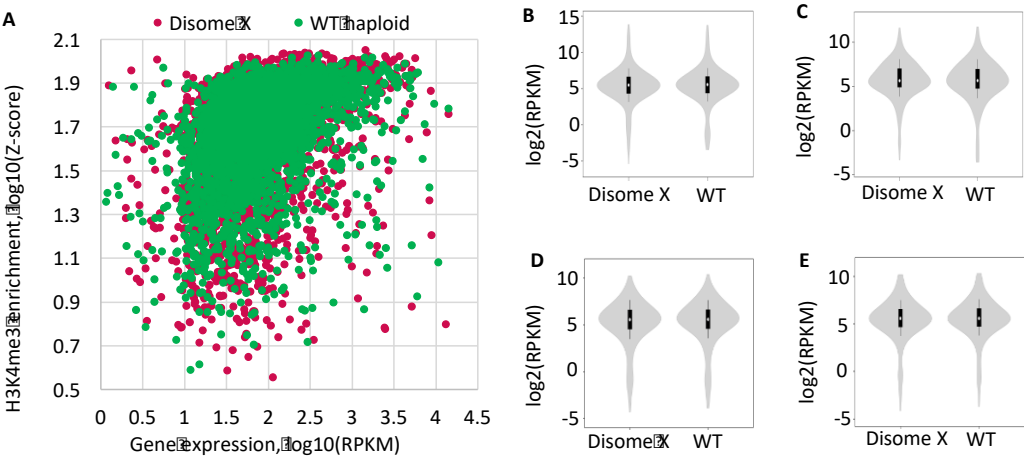 A
Disome X
WT haploid
H3K4me3 enrichment, log10(Z-score)
2.1
1.9
1.7
1.5
1.3
1.1
0.9
0.7
0.5
0 0.5 1 1.5 2 2.5 3 3.5 4 4.5
Gene expression, log10(RPKM)
B
log2(RPKM)
15
10
5
0
-5
Disome X WT
C
log2(RPKM)
10
5
0
-5
Disome X WT
D
log2(RPKM)
10
5
0
-5
Disome X WT
E
log2(RPKM)
10
5
0
-5
Disome X WT